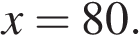 x = 80.